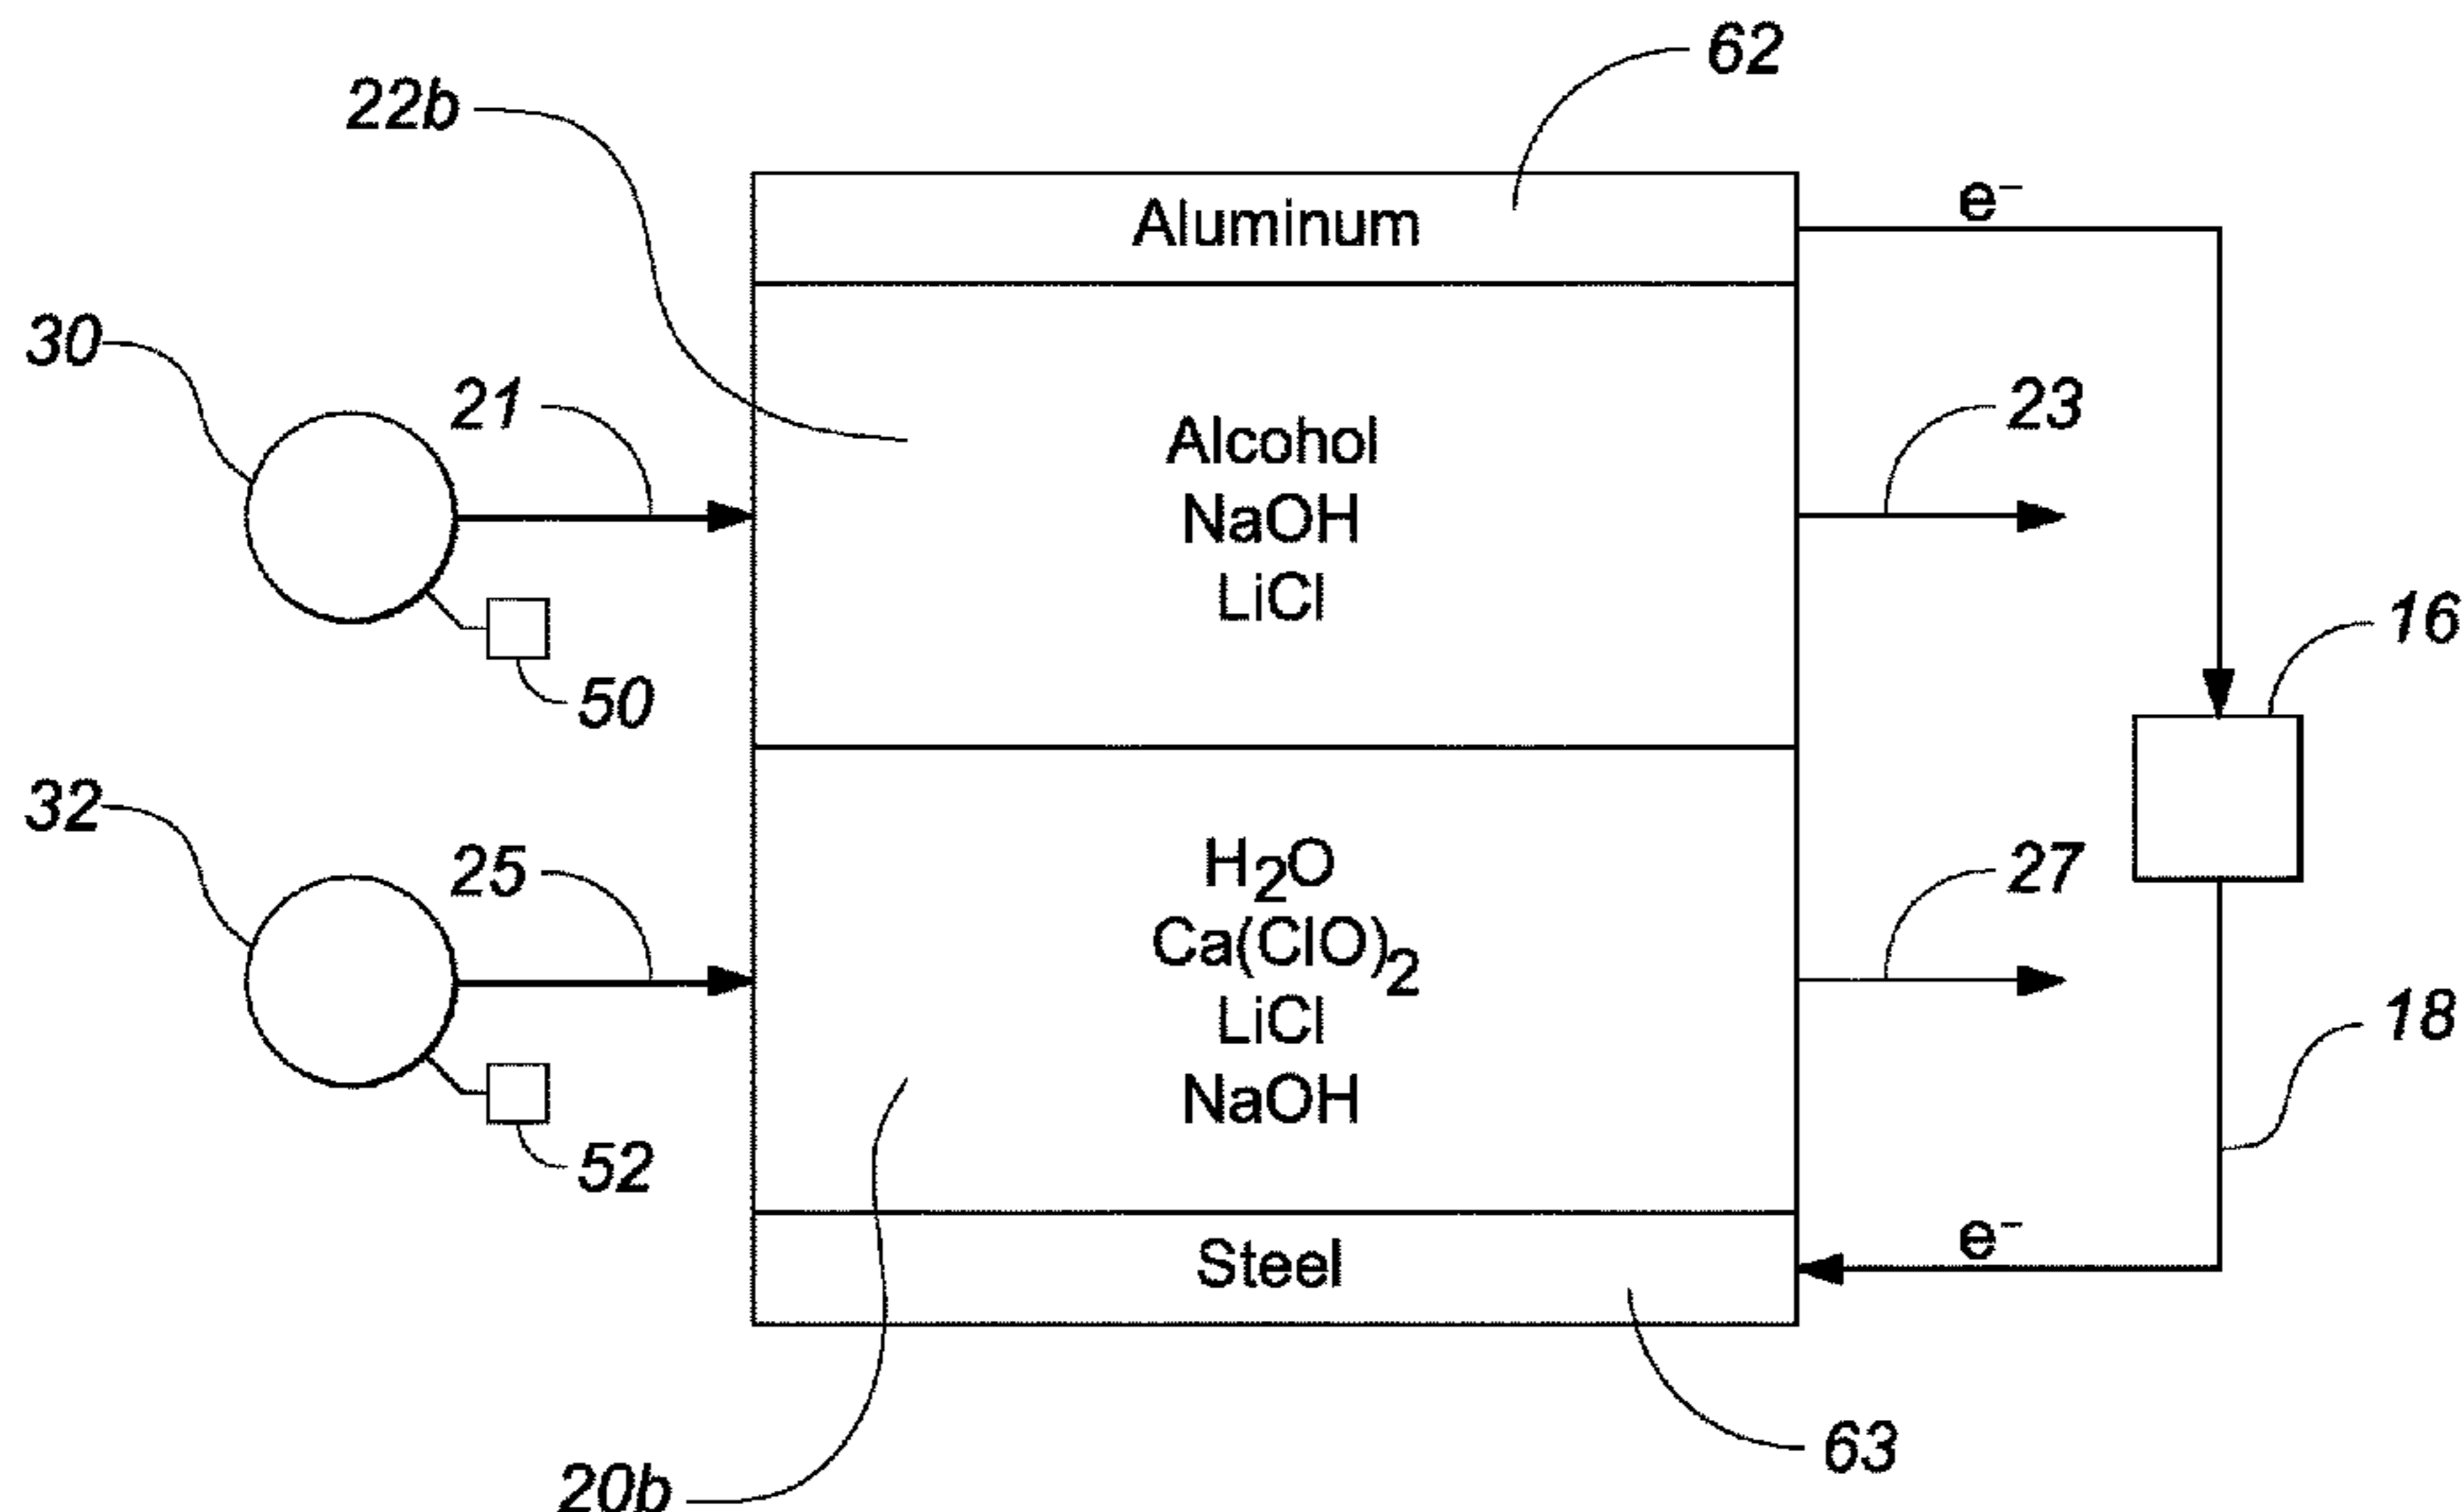 62
22b
Aluminum
e⁻
30
21
23
Alcohol
NaOH
LiCl
16
50
32
25
27
H₂O
Ca(ClO)₂
LiCl
NaOH
18
52
e⁻
Steel
63
20b